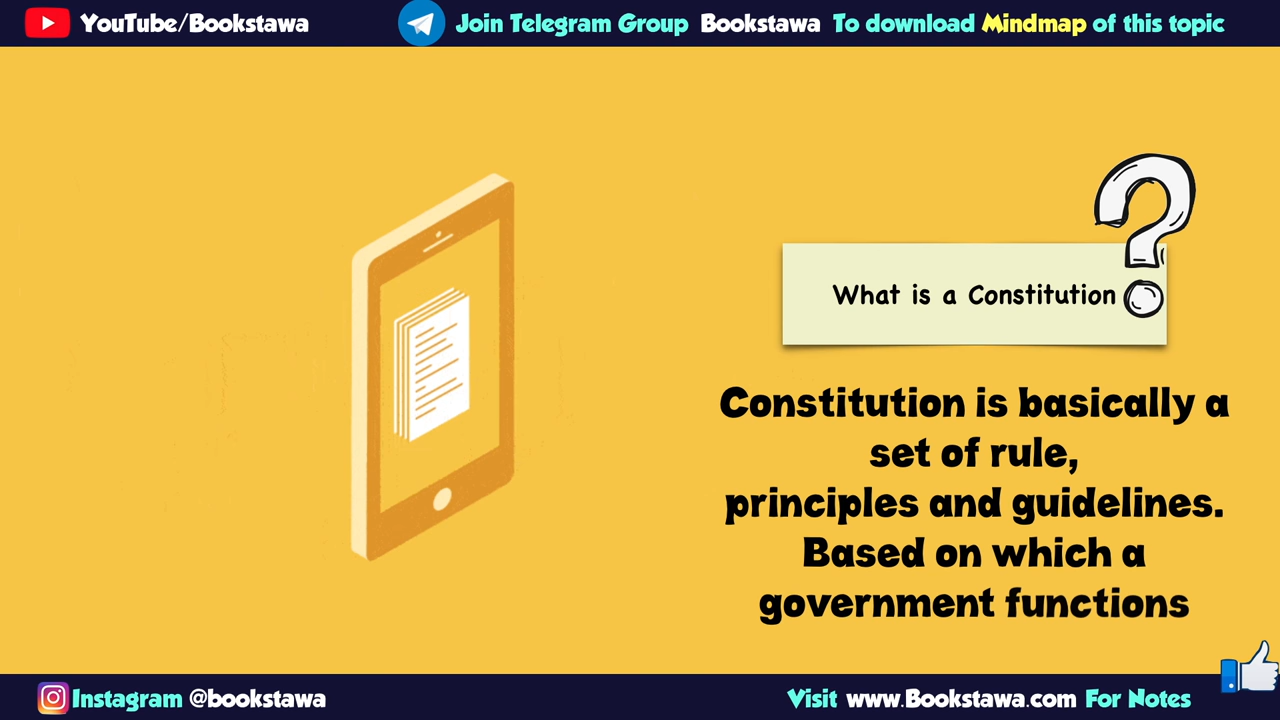 YouTube/Bookstawa
Join Telegram Group Bookstawa To download Mindmap of this topic
What is a Constitution
Constitution is basically a
set of rule,
principles and guidelines.
Based on which a
government functions
Instagram @bookstawa
Visit www.Bookstawa.com For Notes